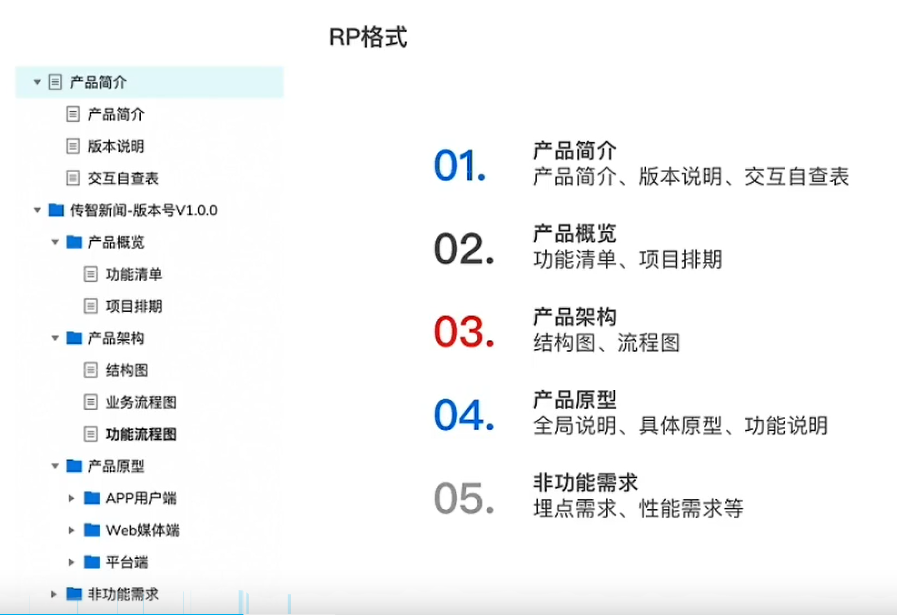 RP格式
产品简介
产品简介
版本说明
交互自查表
传智新闻-版本号V1.0.0
产品概览
功能清单
项目排期
产品架构
结构图
业务流程图
功能流程图
产品原型
APP用户端
Web媒体端
平台端
非功能需求
01.
产品简介
产品简介、版本说明、交互自查表
02.
产品概览
功能清单、项目排期
03.
产品架构
结构图、流程图
04.
产品原型
全局说明、具体原型、功能说明
05.
非功能需求
埋点需求、性能需求等